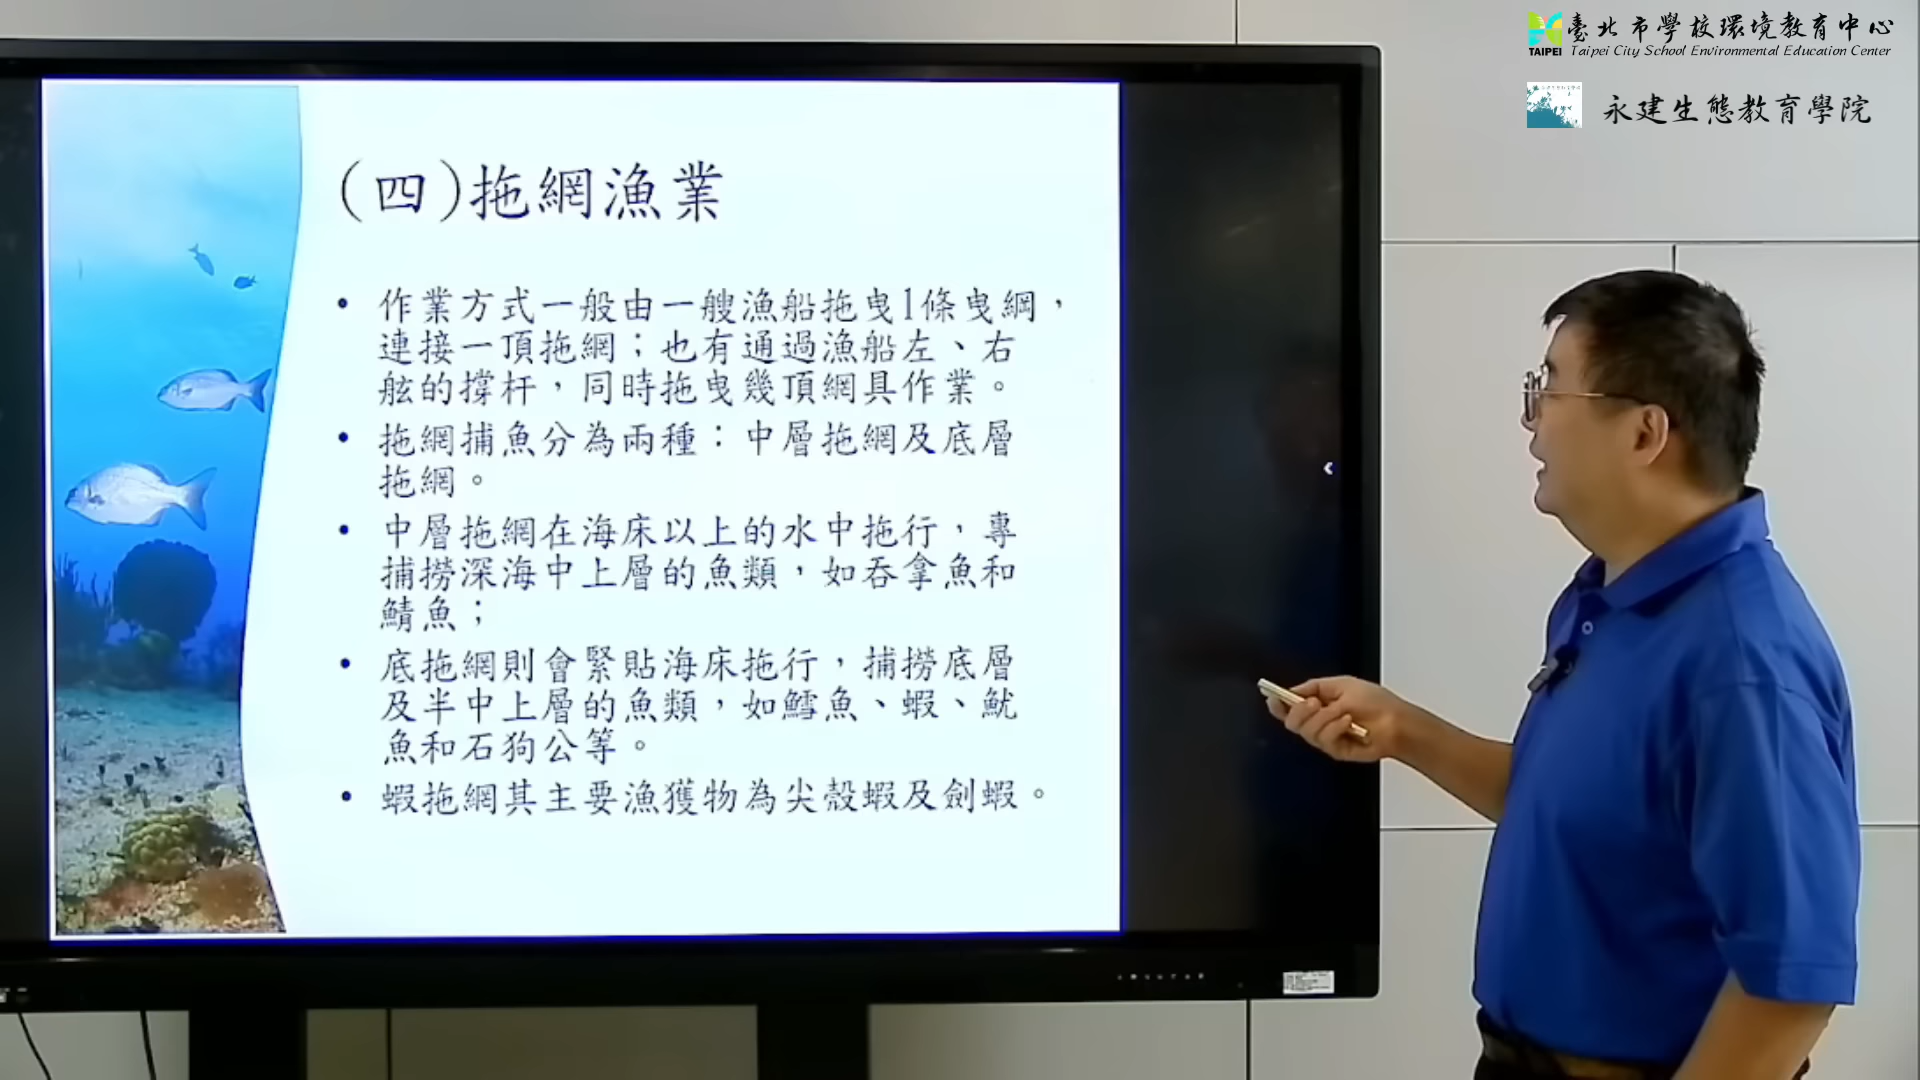 臺北市學校環境教育中心
TAIPEI
Taipei City School Environmental Education Center
永建生態教育學院
(四)拖網漁業
• 作業方式一般由一艘漁船拖曳1條曳綱，
連接一頂拖網；也有通過漁船左、右
舷的撐杆，同時拖曳幾頂網具作業。
• 拖網捕魚分為兩種：中層拖網及底層
拖網。
• 中層拖網在海床以上的水中拖行，專
捕撈深海中上層的魚類，如吞拿魚和
鯖魚；
• 底拖網則會緊貼海床拖行，捕撈底層
及半中上層的魚類，如鱈魚、蝦、魷
魚和石狗公等。
• 蝦拖網其主要漁獲物為尖殼蝦及劍蝦。